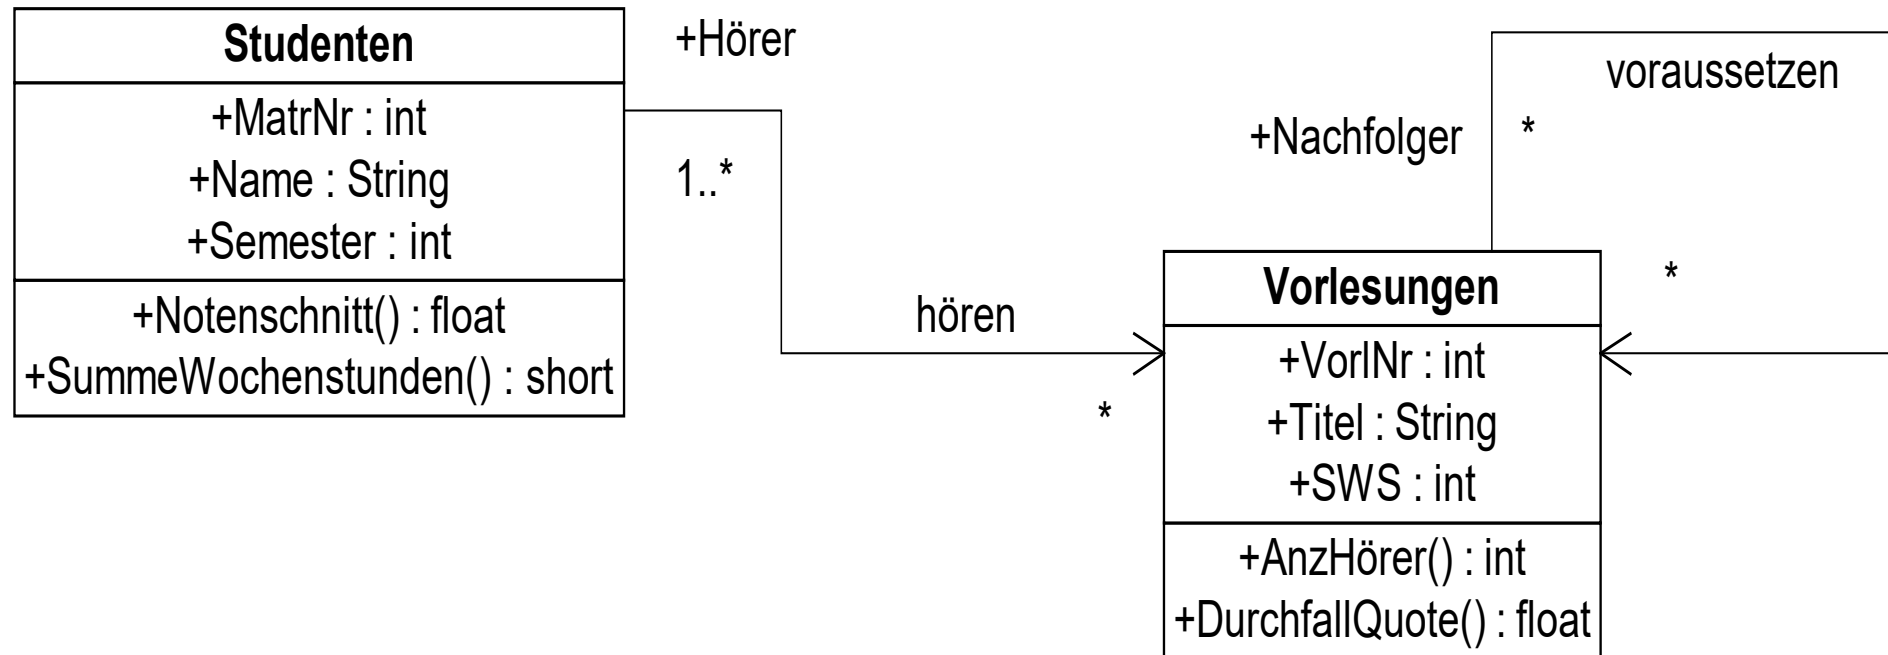 Studenten
+MatrNr : int
+Name : String
+Semester : int
+Notenschnitt() : float
+SummeWochenstunden() : short
+Hörer
1..*
hören
*
voraussetzen
+Nachfolger
*
*
Vorlesungen
+VorlNr : int
+Titel : String
+SWS : int
+AnzHörer() : int
+DurchfallQuote() : float